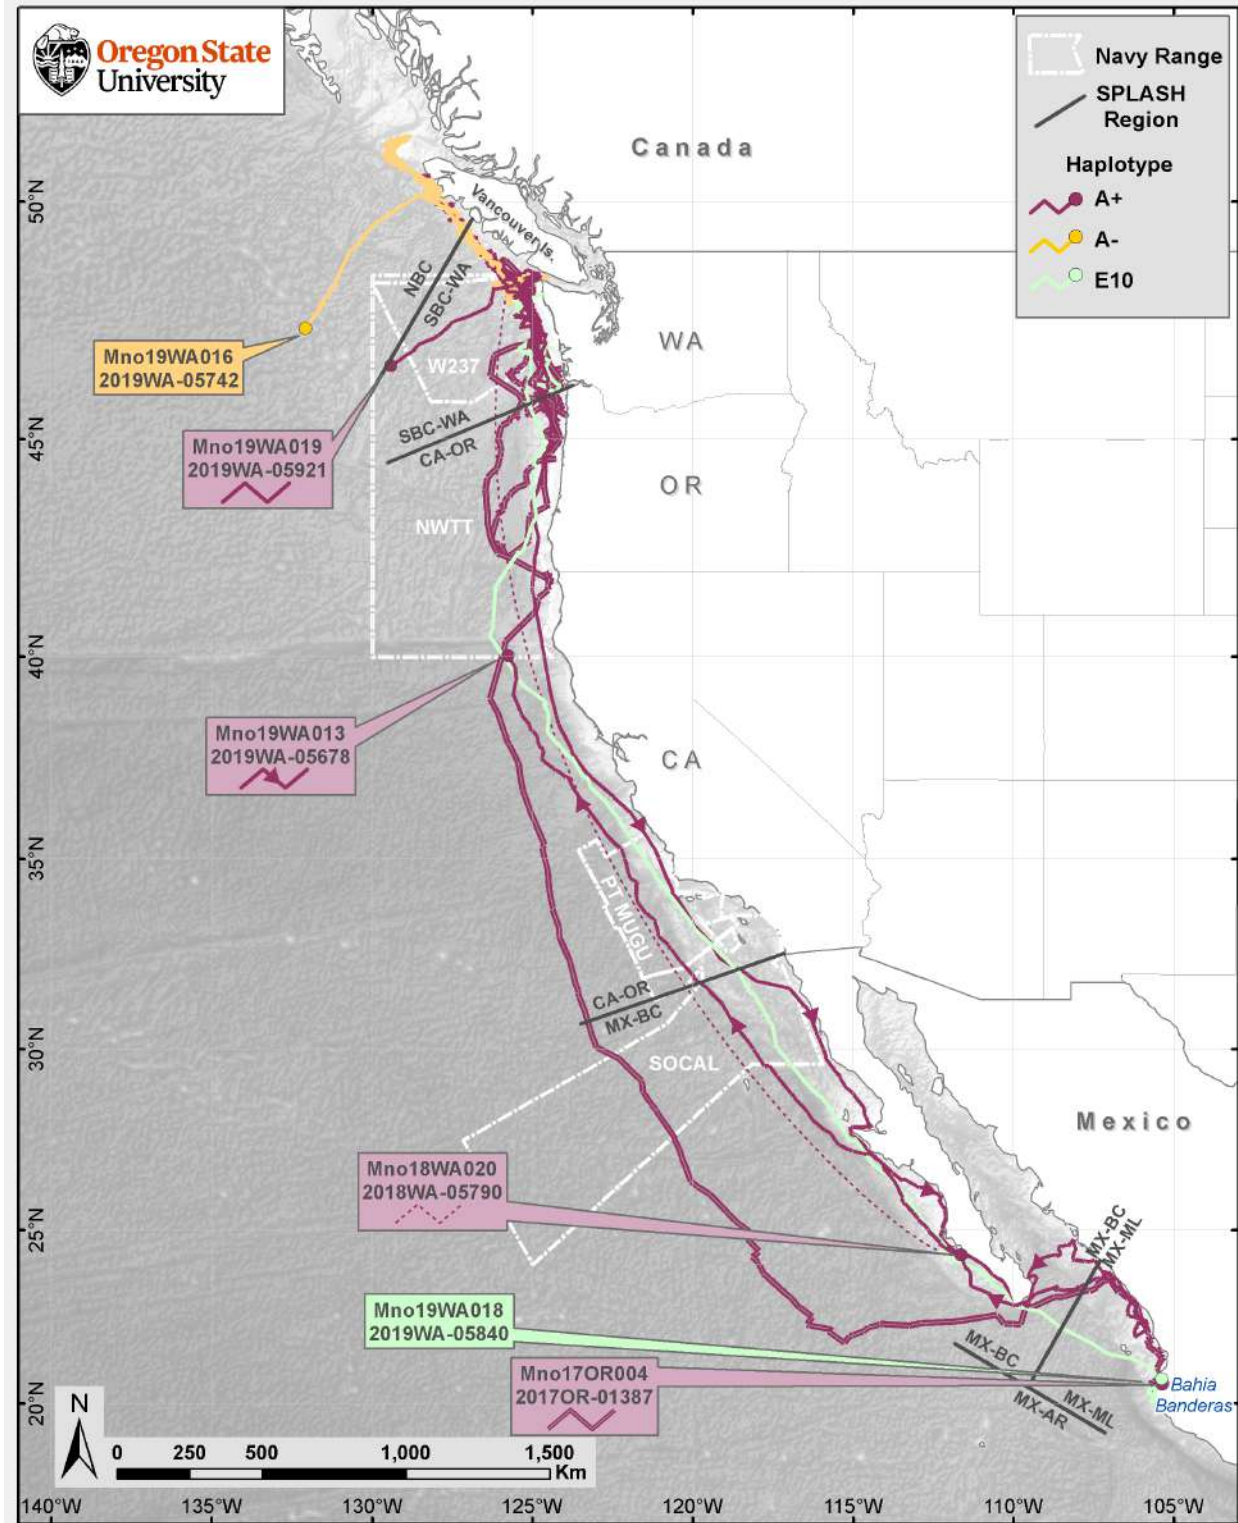 Oregon State
University
Navy Range
SPLASH
Region
Haplotype
A+
A-
E10
Canada
Vancouver Is.
NBC
SBC-WA
W237
WA
Mno19WA016
2019WA-05742
SBC-WA
CA-OR
Mno19WA019
2019WA-05921
OR
NWTT
Mno19WA013
2019WA-05678
CA
PT MUGU
CA-OR
MX-BC
SOCAL
Mexico
Mno18WA020
2018WA-05790
MX-BC
MX-ML
Mno19WA018
2019WA-05840
MX-BC
MX-ML
MX-AR
Mno17OR004
2017OR-01387
Bahia
Banderas
N
0 250 500 1,000 1,500
Km
50°N
45°N
40°N
35°N
30°N
25°N
20°N
140°W 135°W 130°W 125°W 120°W 115°W 110°W 105°W